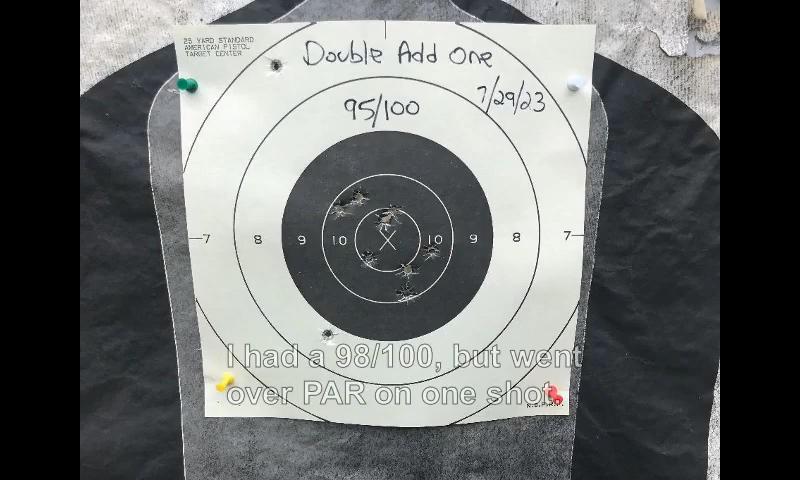 25 YARD STANDARD
AMERICAN PISTOL
TARGET CENTER
Double Add One
7/29/23
95/100
7 8 9 10 X 10 9 8 7
I had a 98/100, but went
over PAR on one shot.